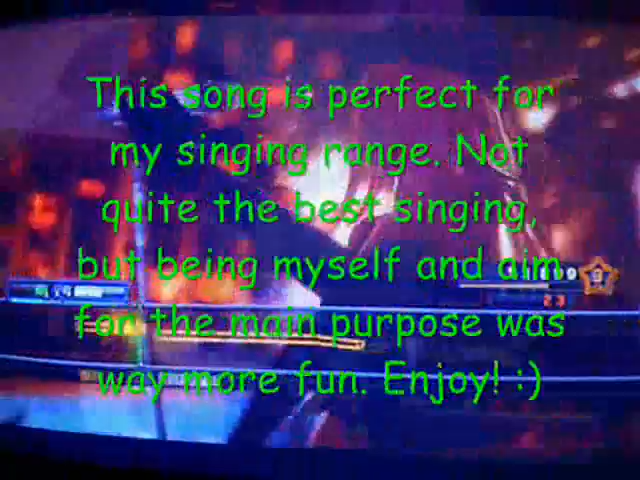 This song is perfect for
my singing range. Not
quite the best singing,
but being myself and aim
for the main purpose was
way more fun. Enjoy! :)
23